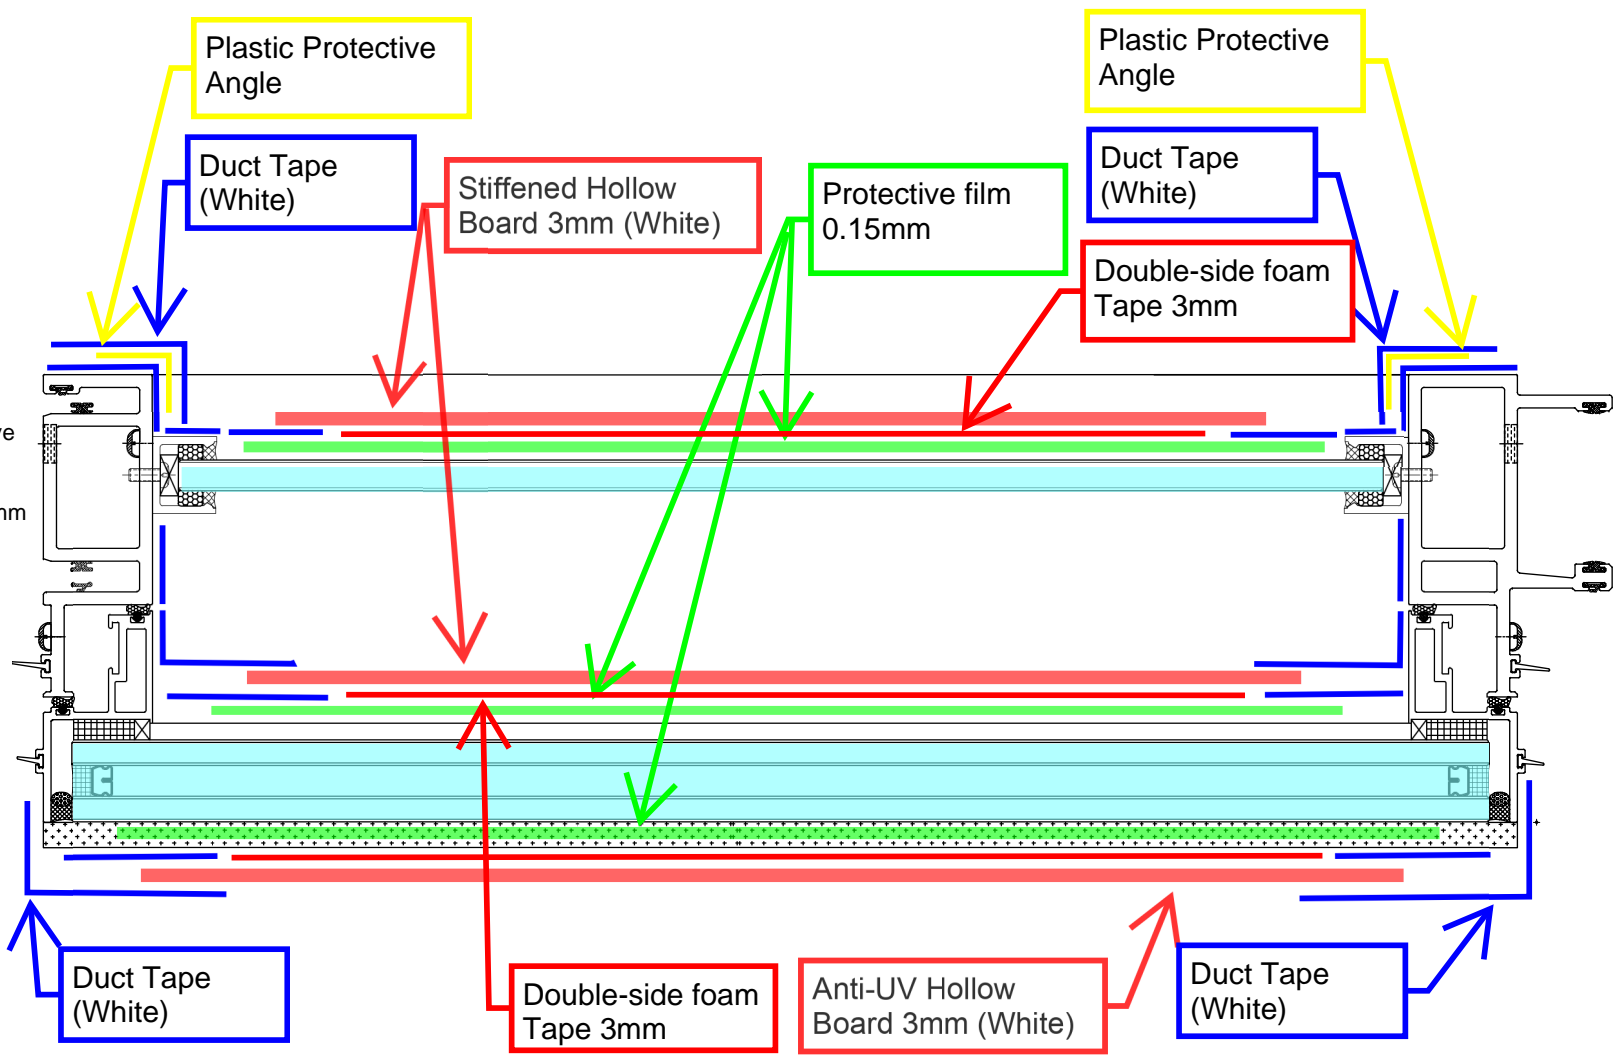 Plastic Protective
Angle
Plastic Protective
Angle
Duct Tape
(White)
Stiffened Hollow
Board 3mm (White)
Protective film
0.15mm
Duct Tape
(White)
Double-side foam
Tape 3mm
ve
mm
Duct Tape
(White)
Double-side foam
Tape 3mm
Anti-UV Hollow
Board 3mm (White)
Duct Tape
(White)